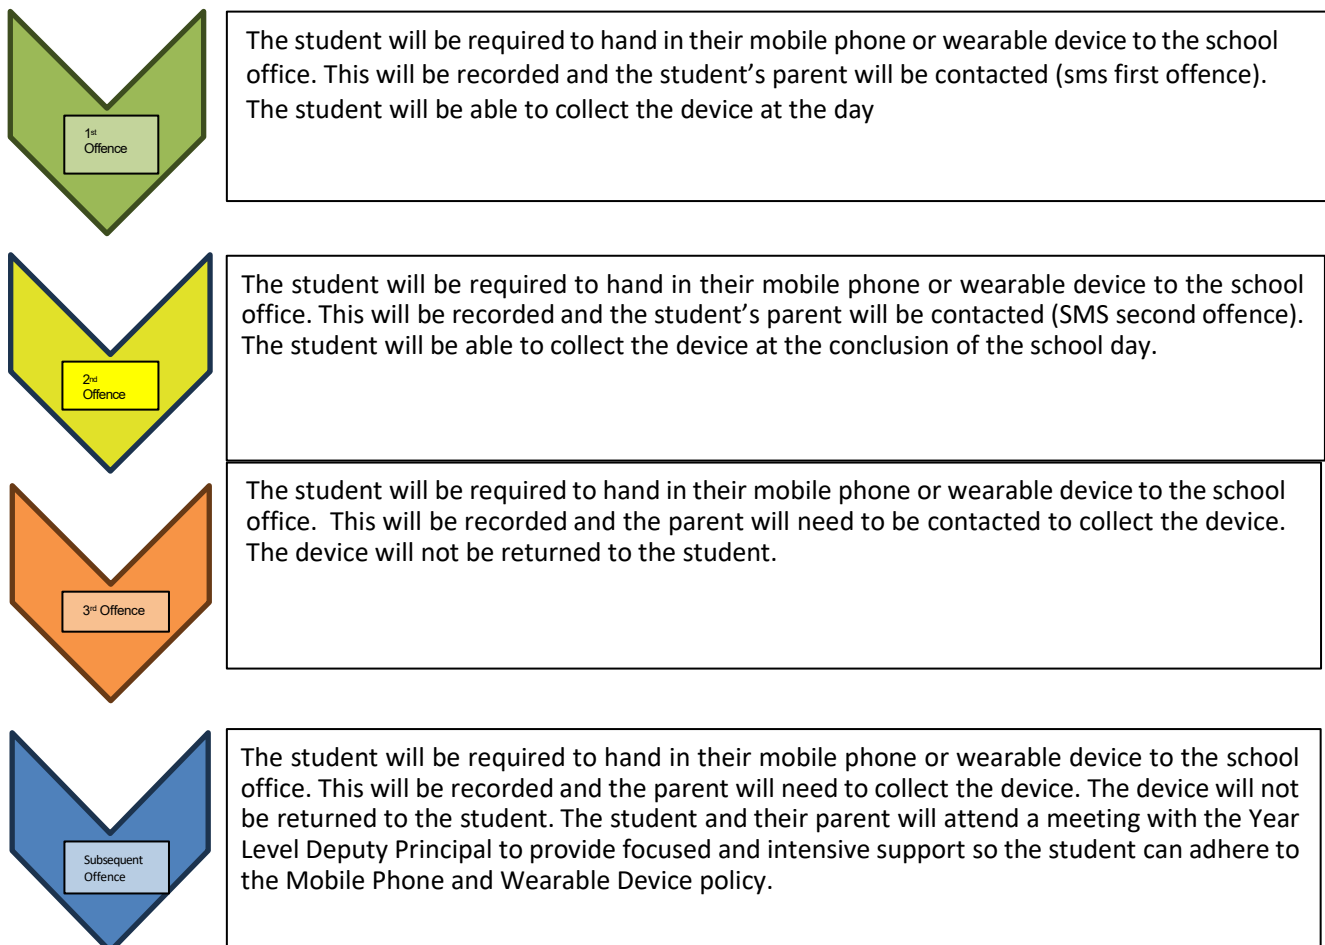 1st
Offence
The student will be required to hand in their mobile phone or wearable device to the school
office. This will be recorded and the student’s parent will be contacted (sms first offence).
The student will be able to collect the device at the day
2nd
Offence
The student will be required to hand in their mobile phone or wearable device to the school
office. This will be recorded and the student’s parent will be contacted (SMS second offence).
The student will be able to collect the device at the conclusion of the school day.
3rd Offence
The student will be required to hand in their mobile phone or wearable device to the school
office. This will be recorded and the parent will need to be contacted to collect the device.
The device will not be returned to the student.
Subsequent
Offence
The student will be required to hand in their mobile phone or wearable device to the school
office. This will be recorded and the parent will need to collect the device. The device will not
be returned to the student. The student and their parent will attend a meeting with the Year
Level Deputy Principal to provide focused and intensive support so the student can adhere to
the Mobile Phone and Wearable Device policy.